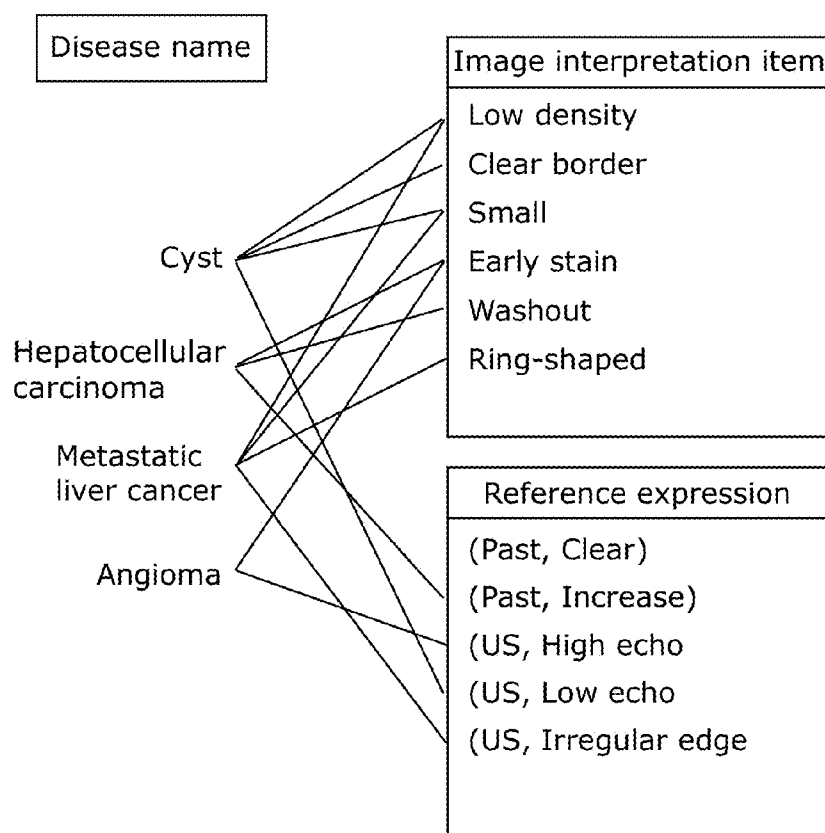 Disease name
Image interpretation item
Low density
Clear border
Small
Early stain
Washout
Ring-shaped
Cyst
Hepatocellular
carcinoma
Metastatic
liver cancer
Angioma
Reference expression
(Past, Clear)
(Past, Increase)
(US, High echo
(US, Low echo
(US, Irregular edge